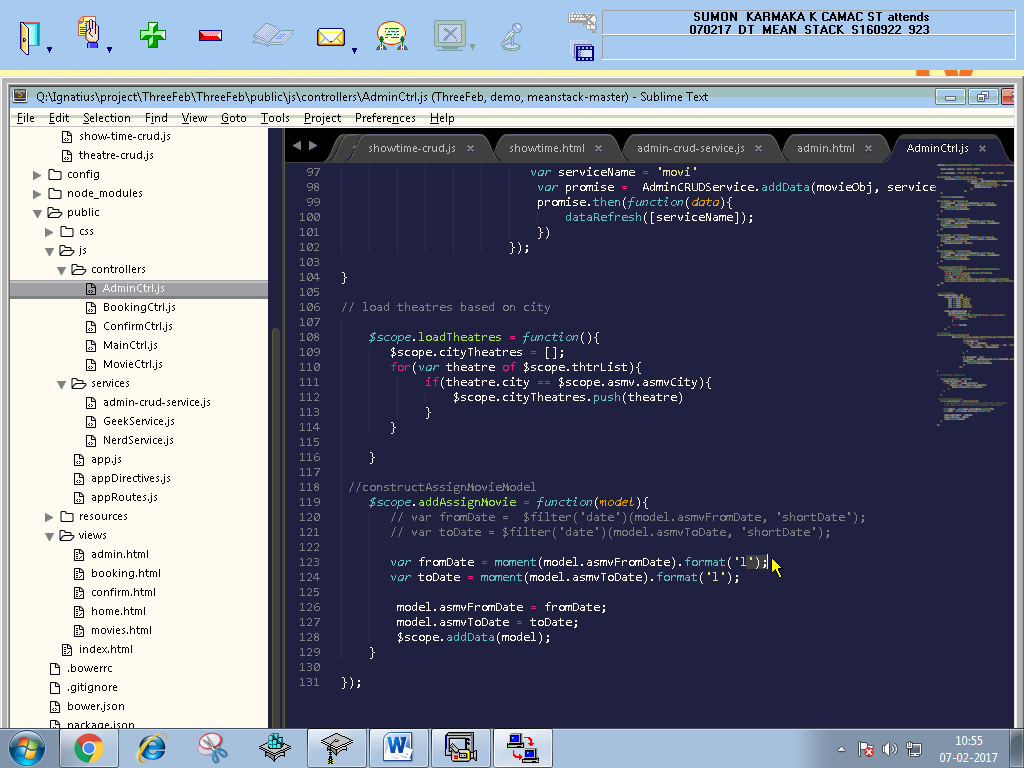 SUMON KARMAKA K CAMAC ST attends
070217_DT_MEAN_STACK_S160922_923
Q:\Ignatius\project\ThreeFeb\ThreeFeb\public\js\controllers\AdminCtrl.js (ThreeFeb, demo, meanstack-master) - Sublime Text
File Edit Selection Find View Goto Tools Project Preferences Help
show-time-crud.js
theatre-crud.js
config
node_modules
public
css
js
controllers
AdminCtrl.js
BookingCtrl.js
ConfirmCtrl.js
MainCtrl.js
MovieCtrl.js
services
admin-crud-service.js
GeekService.js
NerdService.js
app.js
appDirectives.js
appRoutes.js
resources
views
admin.html
booking.html
confirm.html
home.html
movies.html
index.html
.bowerrc
.gitignore
bower.json
package.json
showtime-crud.js × showtime.html × admin-crud-service.js × admin.html × AdminCtrl.js ×
97 var serviceName = 'movi'
98 var promise = AdminCRUDService.addData(movieObj, service
99 promise.then(function(data){
100 dataRefresh([serviceName]);
101 })
102 });
103
104 }
105
106 // load theatres based on city
107
108 $scope.loadTheatres = function(){
109 $scope.cityTheatres = [];
110 for(var theatre of $scope.thtrList){
111 if(theatre.city == $scope.asmv.asmvCity){
112 $scope.cityTheatres.push(theatre)
113 }
114 }
115
116 }
117
118 //constructAssignMovieModel
119 $scope.addAssignMovie = function(model){
120 // var fromDate = $filter('date')(model.asmvFromDate, 'shortDate');
121 // var toDate = $filter('date')(model.asmvToDate, 'shortDate');
122
123 var fromDate = moment(model.asmvFromDate).format('l');
124 var toDate = moment(model.asmvToDate).format('l');
125
126 model.asmvFromDate = fromDate;
127 model.asmvToDate = toDate;
128 $scope.addData(model);
129 }
130
131 });
10:55
07-02-2017